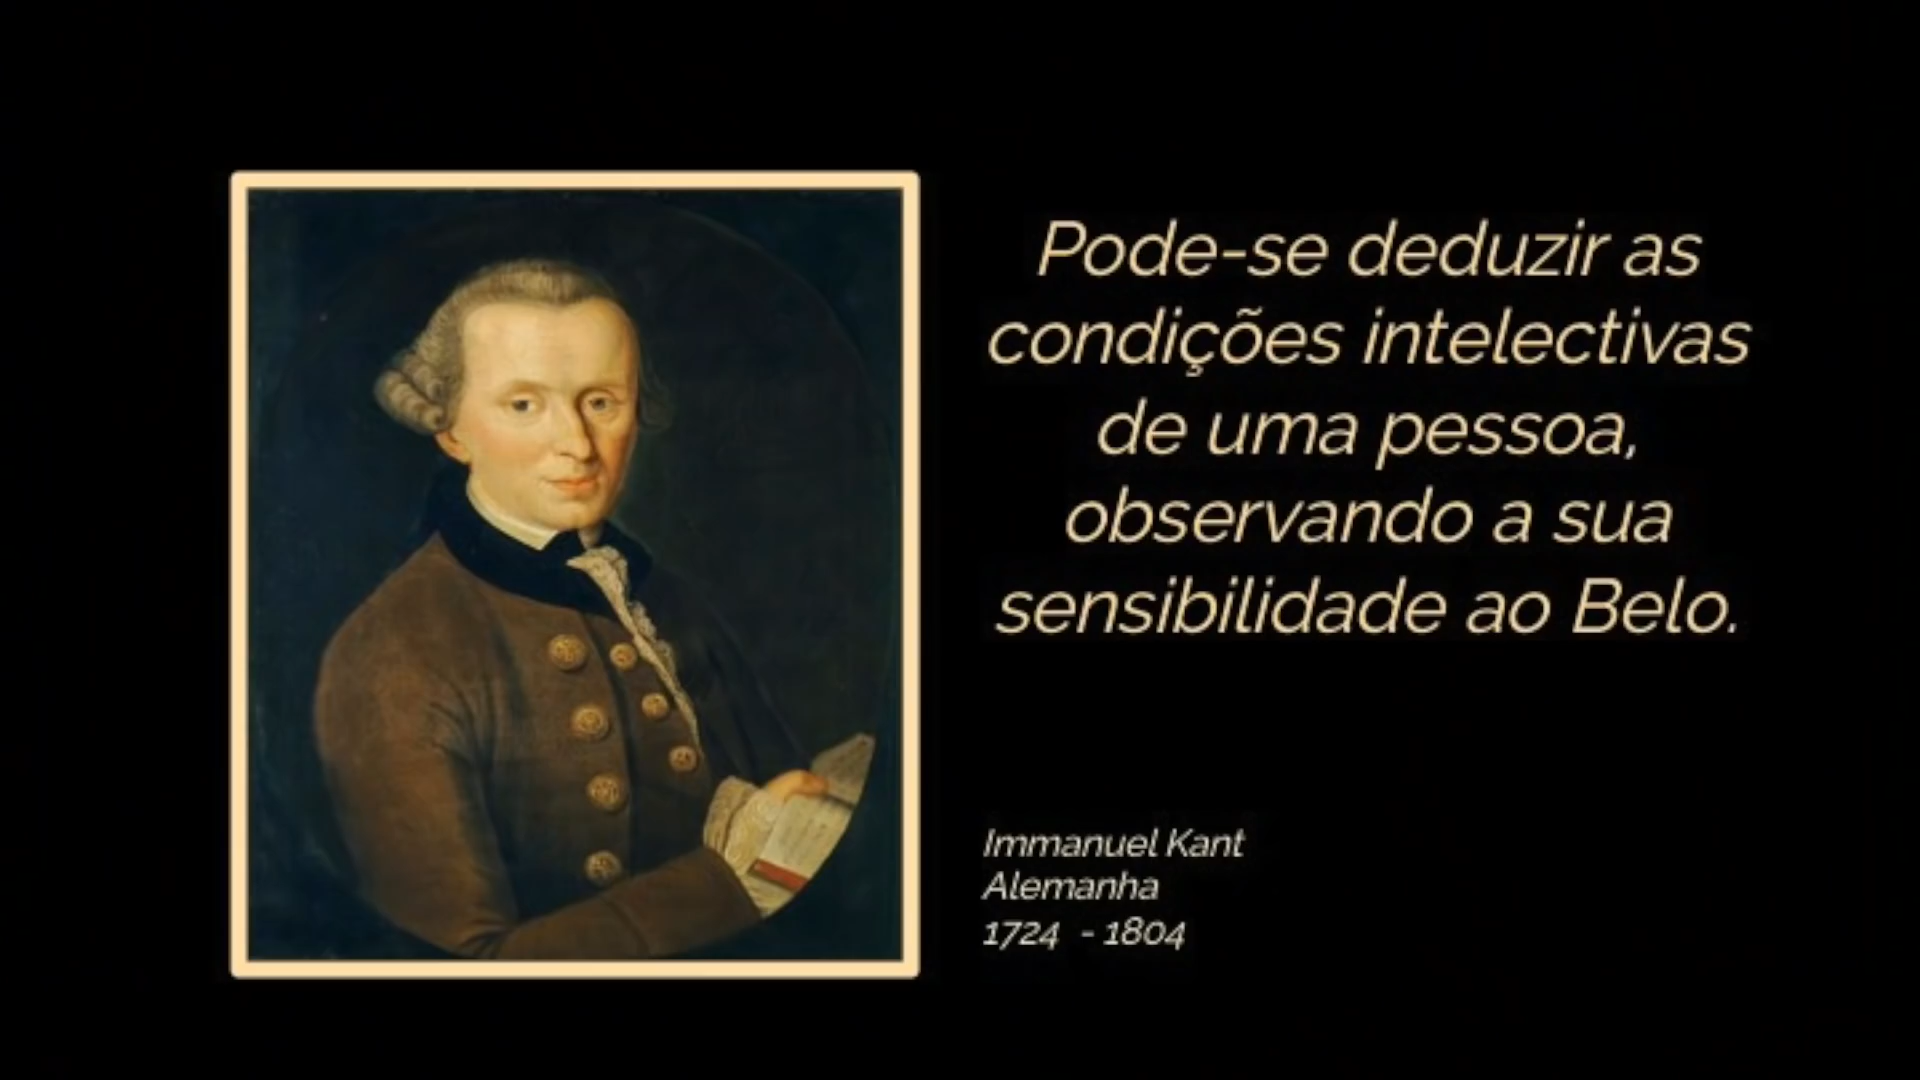 Pode-se deduzir as
condições intelectivas
de uma pessoa,
observando a sua
sensibilidade ao Belo.
Immanuel Kant
Alemanha
1724 - 1804